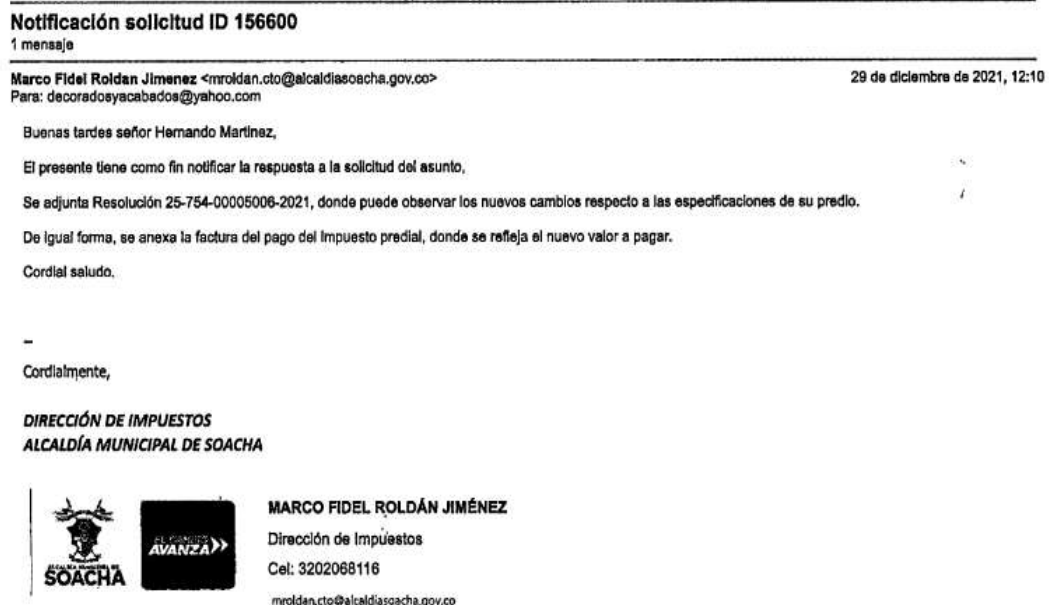 Notificación solicitud ID 156600
1 mensaje
Marco Fidel Roldan Jimenez <mroldan.cto@alcaldiasoacha.gov.co>
29 de diciembre de 2021, 12:10
Para: decoradosyacabados@yahoo.com
Buenas tardes señor Hernando Martinez,
El presente tiene como fin notificar la respuesta a la solicitud del asunto,
Se adjunta Resolución 25-754-00005006-2021, donde puede observar los nuevos cambios respecto a las especificaciones de su predio.
De igual forma, se anexa la factura del pago del Impuesto predial, donde se refleja el nuevo valor a pagar.
Cordial saludo.
--
Cordialmente,
DIRECCIÓN DE IMPUESTOS
ALCALDÍA MUNICIPAL DE SOACHA
ALCALDÍA MUNICIPAL DE
SOACHA
EL CAMBIO
AVANZA
MARCO FIDEL ROLDÁN JIMÉNEZ
Dirección de Impuestos
Cel: 3202068116
mroldan.cto@alcaldiasoacha.gov.co